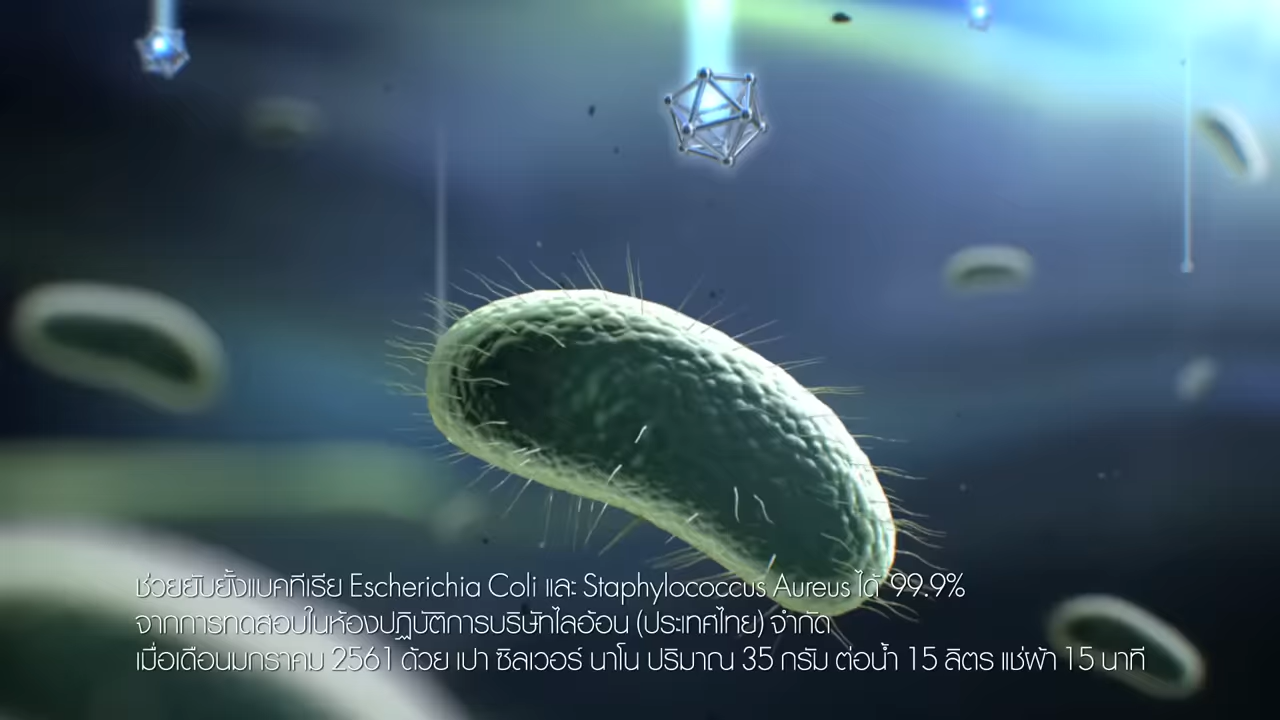 ช่วยยับยั้งแบคทีเรีย Escherichia Coli และ Staphylococcus Aureus ได้ 99.9%
จากการทดสอบในห้องปฏิบัติการบริษัทไลอ้อน (ประเทศไทย) จำกัด
เมื่อเดือนมกราคม 2561 ด้วย เปา ซิลเวอร์ นาโน ปริมาณ 35 กรัม ต่อน้ำ 15 ลิตร แช่ผ้า 15 นาที